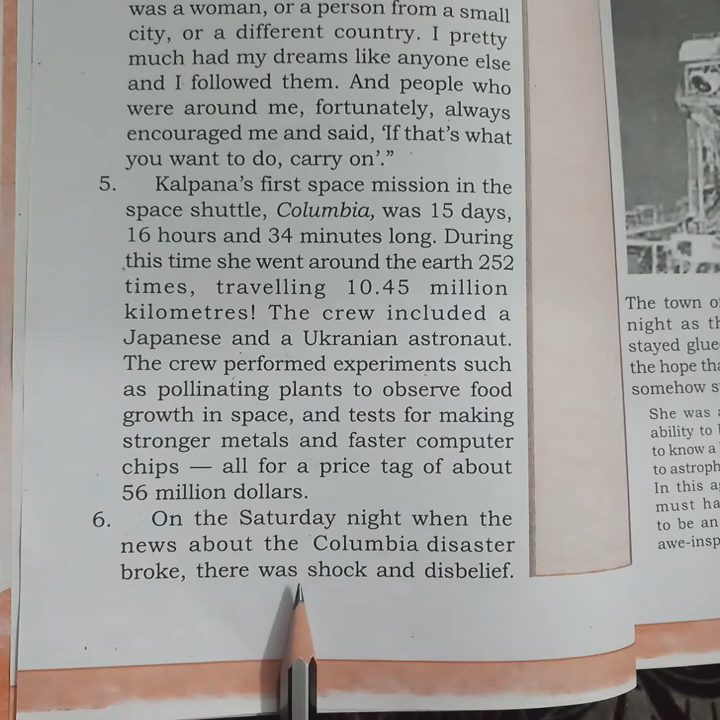 was a woman, or a person from a small
city, or a different country. I pretty
much had my dreams like anyone else
and I followed them. And people who
were around me, fortunately, always
encouraged me and said, ‘If that’s what
you want to do, carry on’.”
5. Kalpana’s first space mission in the
space shuttle, Columbia, was 15 days,
16 hours and 34 minutes long. During
this time she went around the earth 252
times, travelling 10.45 million
kilometres! The crew included a
Japanese and a Ukranian astronaut.
The crew performed experiments such
as pollinating plants to observe food
growth in space, and tests for making
stronger metals and faster computer
chips — all for a price tag of about
56 million dollars.
6. On the Saturday night when the
news about the Columbia disaster
broke, there was shock and disbelief.
The town
night as
stayed
the hope
somehow
She was
ability to
to know a
to
In this
must
to be an